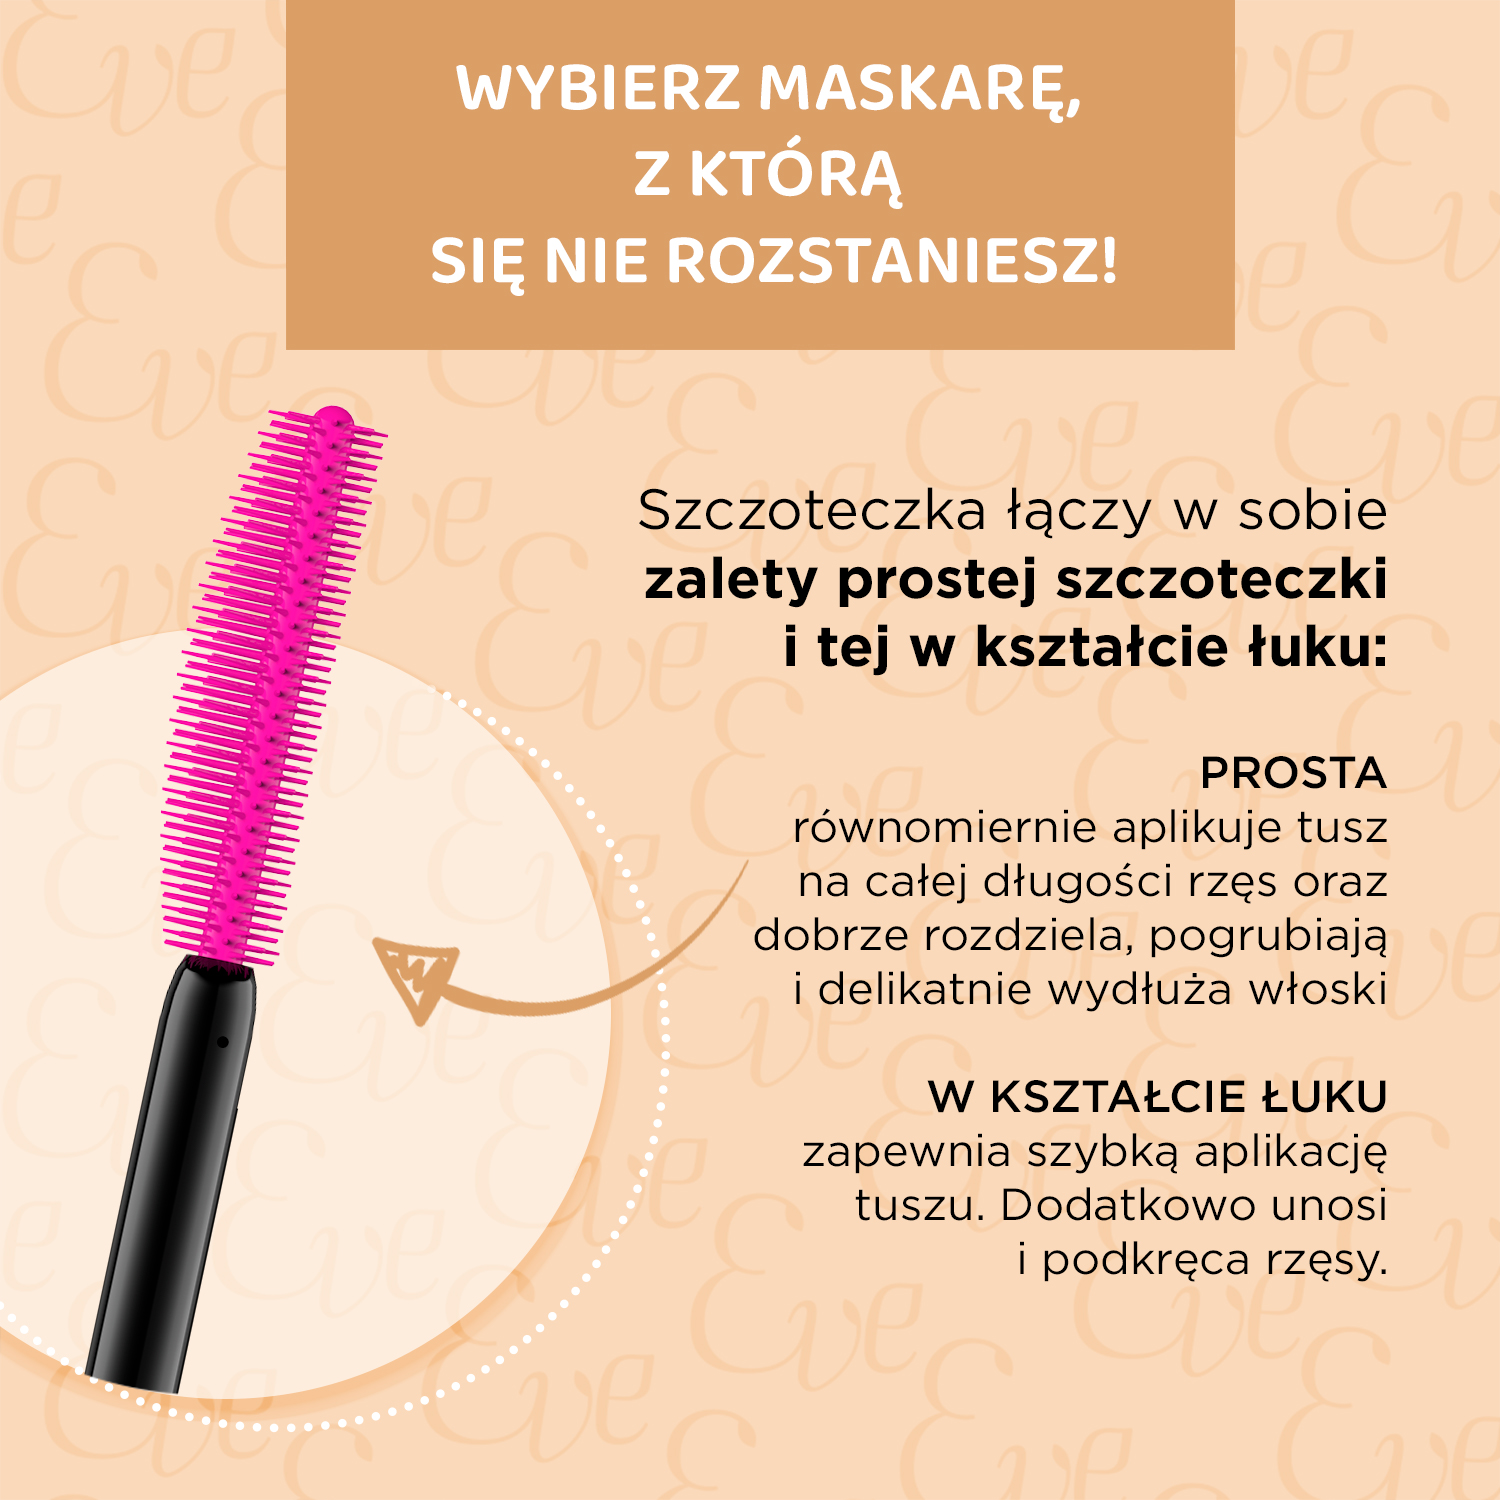 WYBIERZ MASKARĘ,
Z KTÓRĄ
SIĘ NIE ROZSTANIESZ!
Szczoteczka łączy w sobie
zalety prostej szczoteczki
i tej w kształcie łuku:
PROSTA
równomiernie aplikuje tusz
na całej długości rzęs oraz
dobrze rozdziela, pogrubiają
i delikatnie wydłuża włoski
W KSZTAŁCIE ŁUKU
zapewnia szybką aplikację
tuszu. Dodatkowo unosi
i podkręca rzęsy.